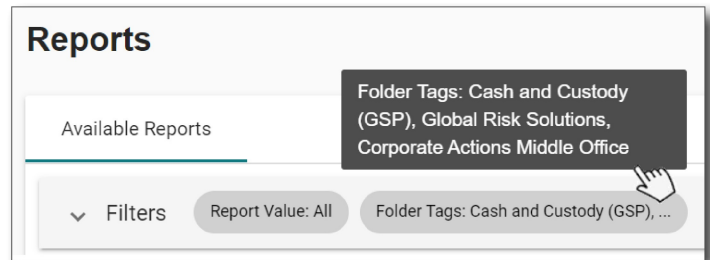 Reports
Folder Tags: Cash and Custody
(GSP), Global Risk Solutions,
Corporate Actions Middle Office
Available Reports
Filters
Report Value: All
Folder Tags: Cash and Custody (GSP), ...